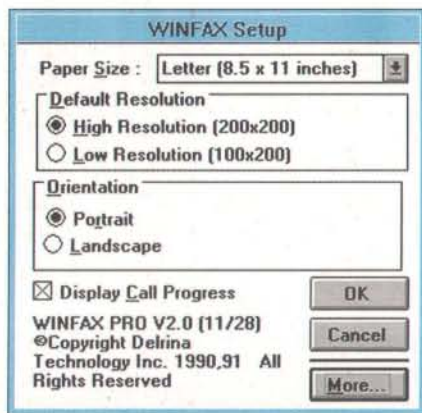 WINFAX Setup
Paper Size : Letter (8.5 x 11 inches)
Default Resolution
High Resolution (200x200)
Low Resolution (100x200)
Orientation
Portrait
Landscape
Display Call Progress
OK
WINFAX PRO V2.0 (11/28)
©Copyright Delrina
Technology Inc. 1990,91 All
Rights Reserved
Cancel
More...